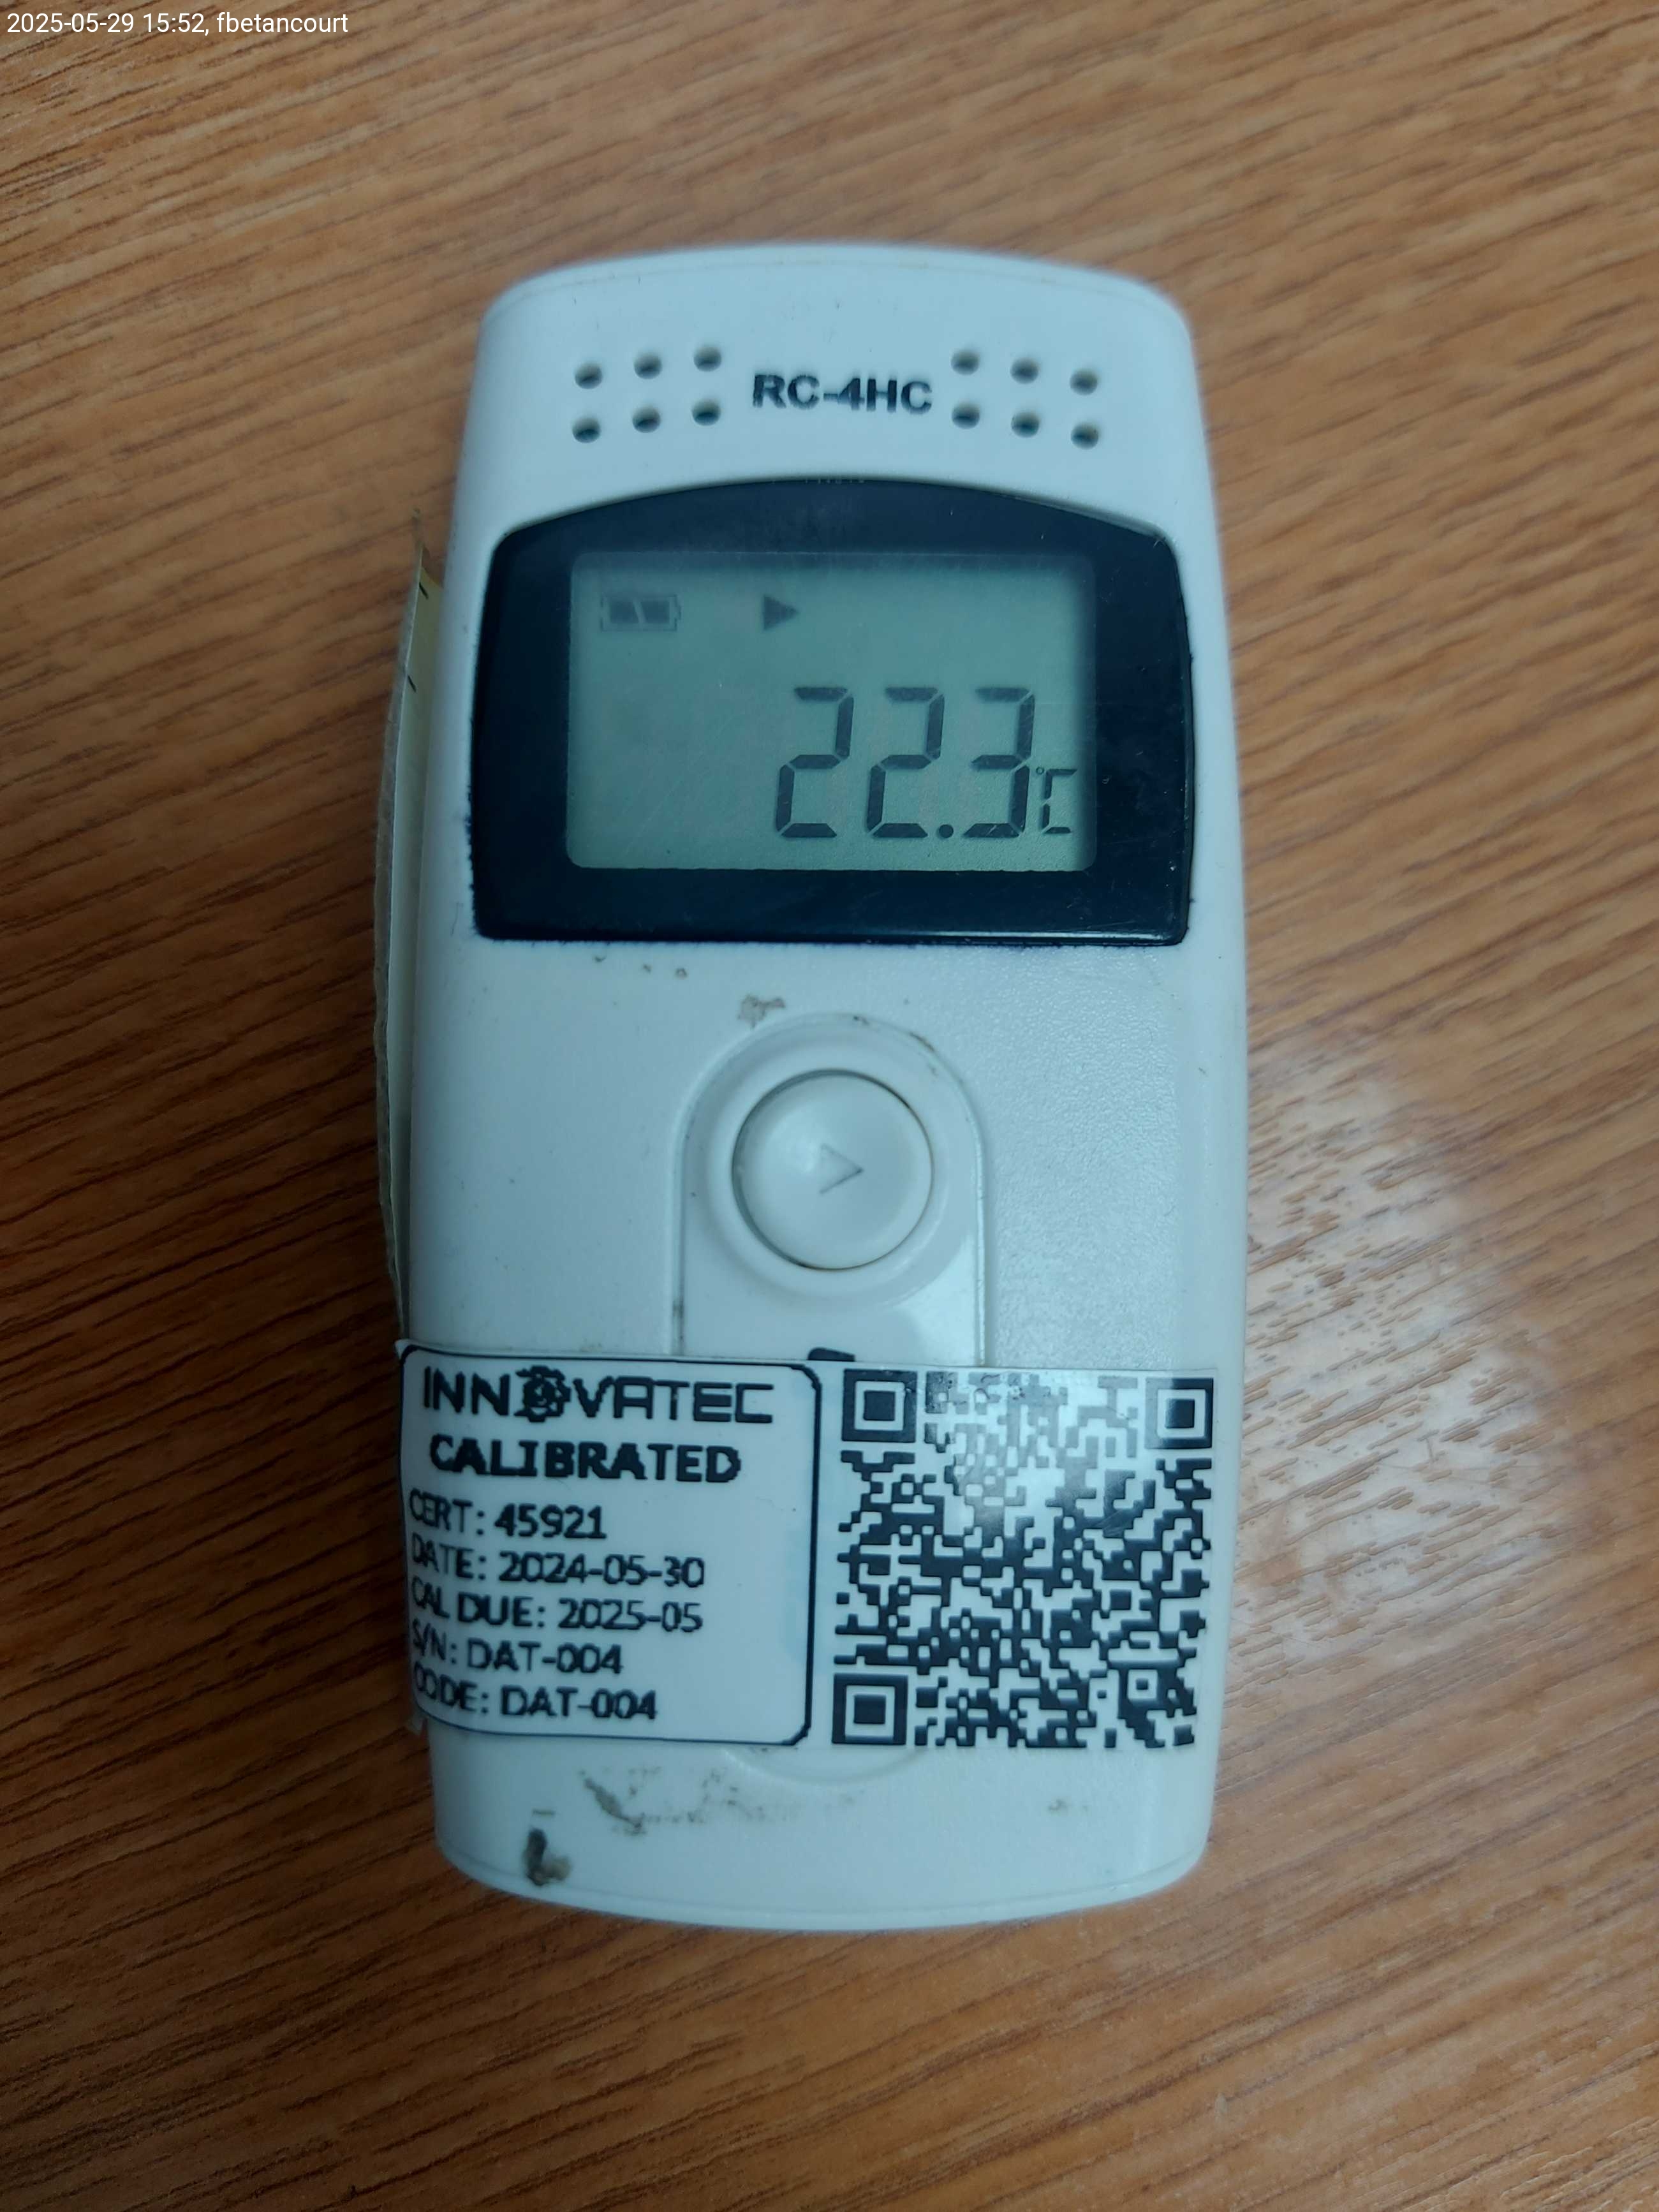 2025-05-29 15:52, fbetancourt
RC-4HC
22.3°C
INNOVATEC
CALIBRATED
CERT: 45921
DATE: 2024-05-30
CAL DUE: 2025-05
S/N: DAT-004
CODE: DAT-004